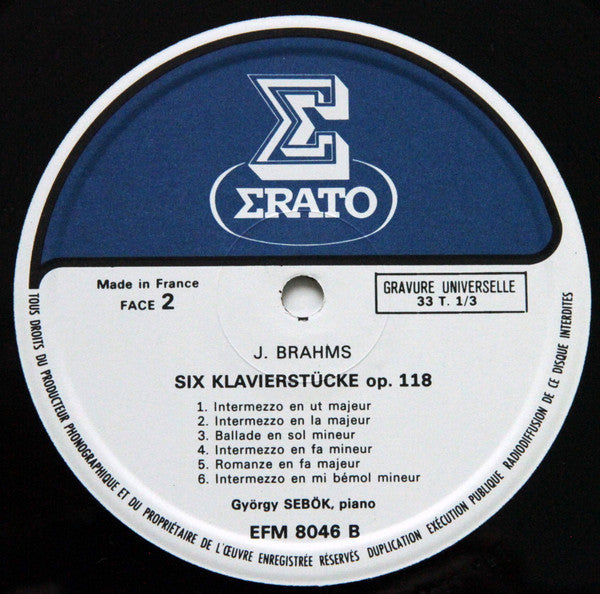 Σ
ΣRATO
Made in France
FACE 2
GRAVURE UNIVERSELLE
33 T. 1/3
J. BRAHMS
SIX KLAVIERSTÜCKE op. 118
1. Intermezzo en ut majeur
2. Intermezzo en la majeur
3. Ballade en sol mineur
4. Intermezzo en fa mineur
5. Romanze en fa majeur
6. Intermezzo en mi bémol mineur
György SEBÖK, piano
EFM 8046 B
TOUS DROITS DU PRODUCTEUR PHONOGRAPHIQUE ET DU PROPRIÉTAIRE DE L'ŒUVRE ENREGISTRÉE RÉSERVÉS DUPLICATION EXÉCUTION PUBLIQUE RADIODIFFUSION DE CE DISQUE INTERDITES